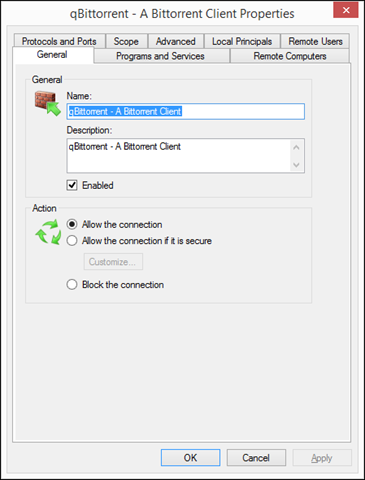 qBittorrent - A Bittorrent Client Properties
Protocols and Ports Scope Advanced Local Principals Remote Users
General Programs and Services Remote Computers
General
Name:
qBittorrent - A Bittorrent Client
Description:
qBittorrent - A Bittorrent Client
Enabled
Action
Allow the connection
Allow the connection if it is secure
Customize...
Block the connection
OK Cancel Apply